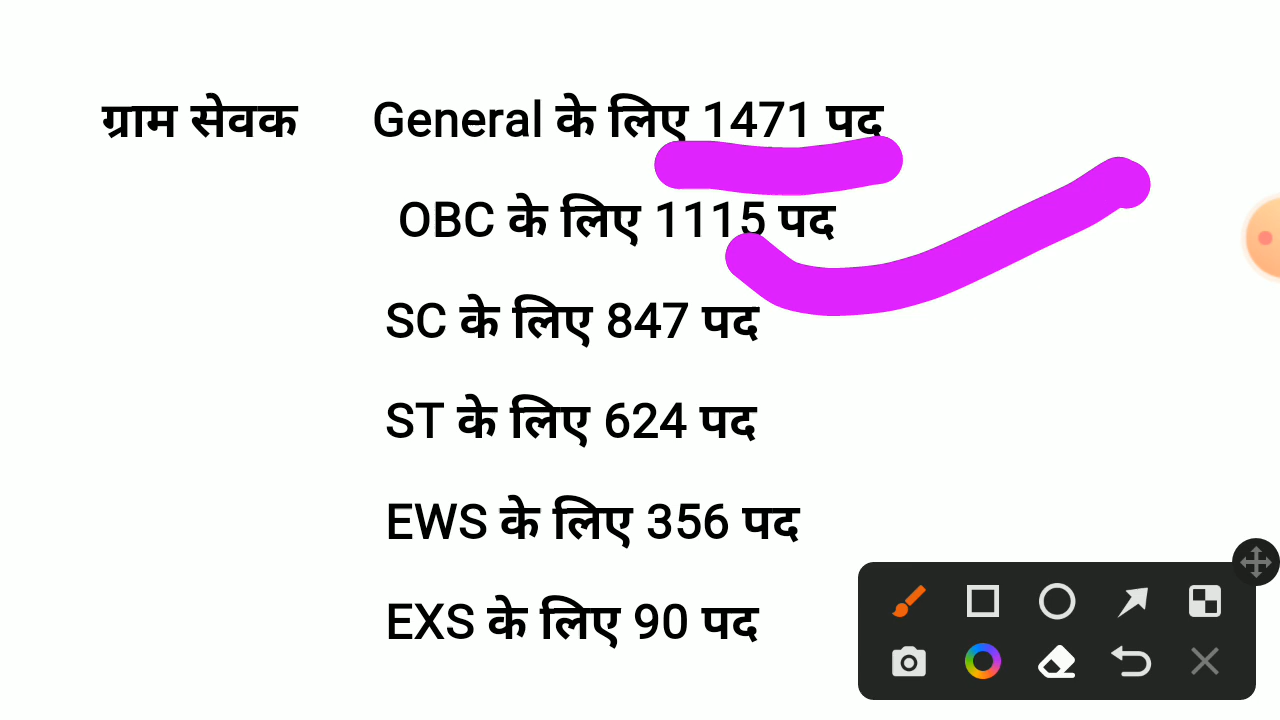 ग्राम सेवक General के लिए 1471 पद
OBC के लिए 1115 पद
SC के लिए 847 पद
ST के लिए 624 पद
EWS के लिए 356 पद
EXS के लिए 90 पद